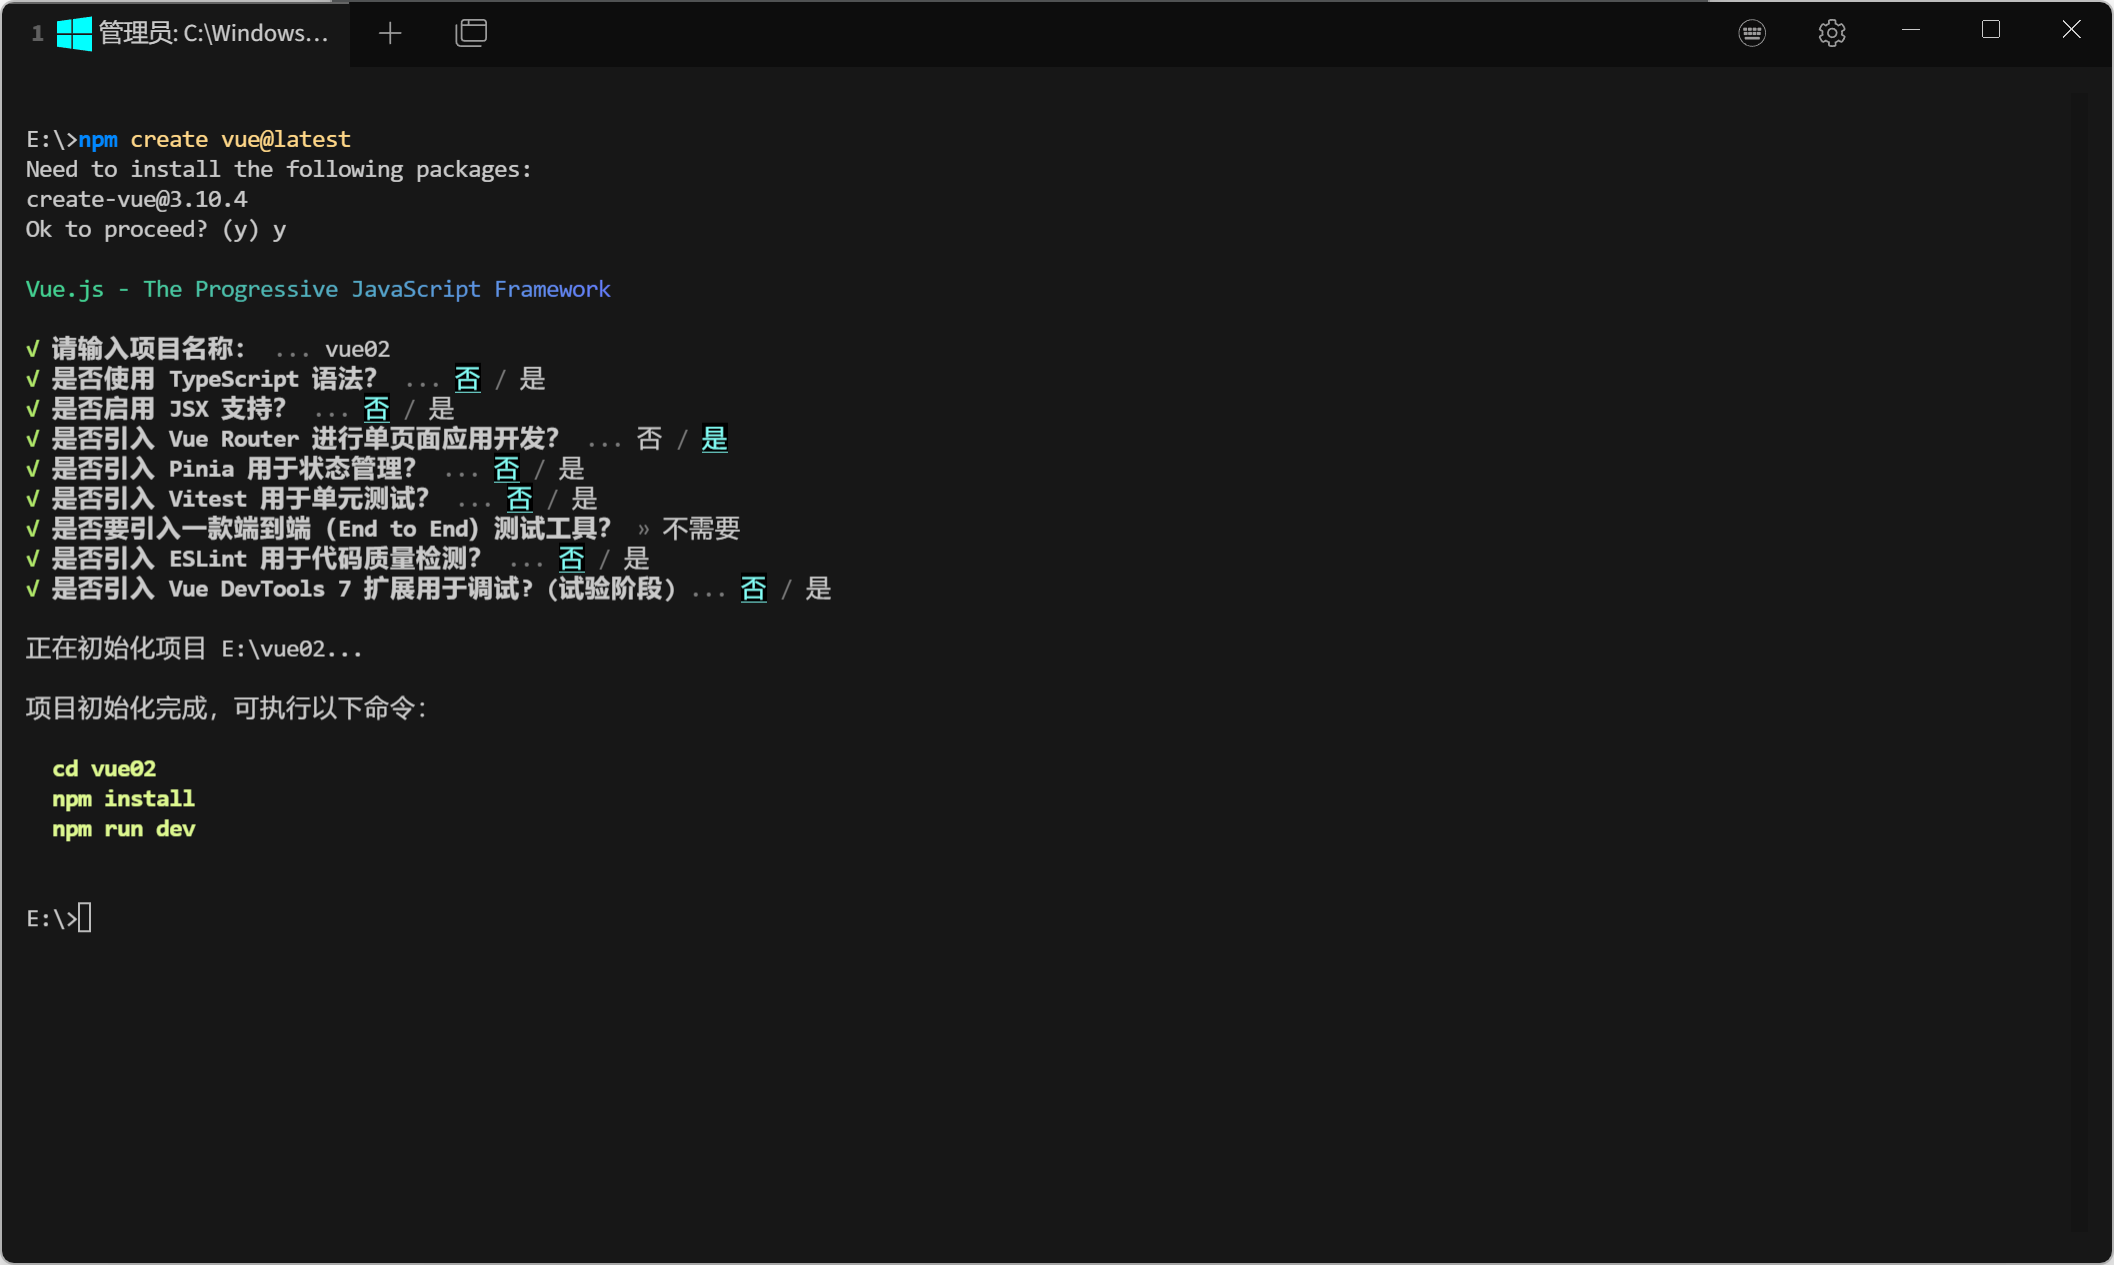 1 管理员: C:\Windows...
E:\>npm create vue@latest
Need to install the following packages:
create-vue@3.10.4
Ok to proceed? (y) y
Vue.js - The Progressive JavaScript Framework
√ 请输入项目名称： ... vue02
√ 是否使用 TypeScript 语法？ ... 否 / 是
√ 是否启用 JSX 支持？ ... 否 / 是
√ 是否引入 Vue Router 进行单页面应用开发？ ... 否 / 是
√ 是否引入 Pinia 用于状态管理？ ... 否 / 是
√ 是否引入 Vitest 用于单元测试？ ... 否 / 是
√ 是否要引入一款端到端（End to End）测试工具？ » 不需要
√ 是否引入 ESLint 用于代码质量检测？ ... 否 / 是
√ 是否引入 Vue DevTools 7 扩展用于调试？(试验阶段) ... 否 / 是
正在初始化项目 E:\vue02...
项目初始化完成，可执行以下命令：
cd vue02
npm install
npm run dev
E:\>